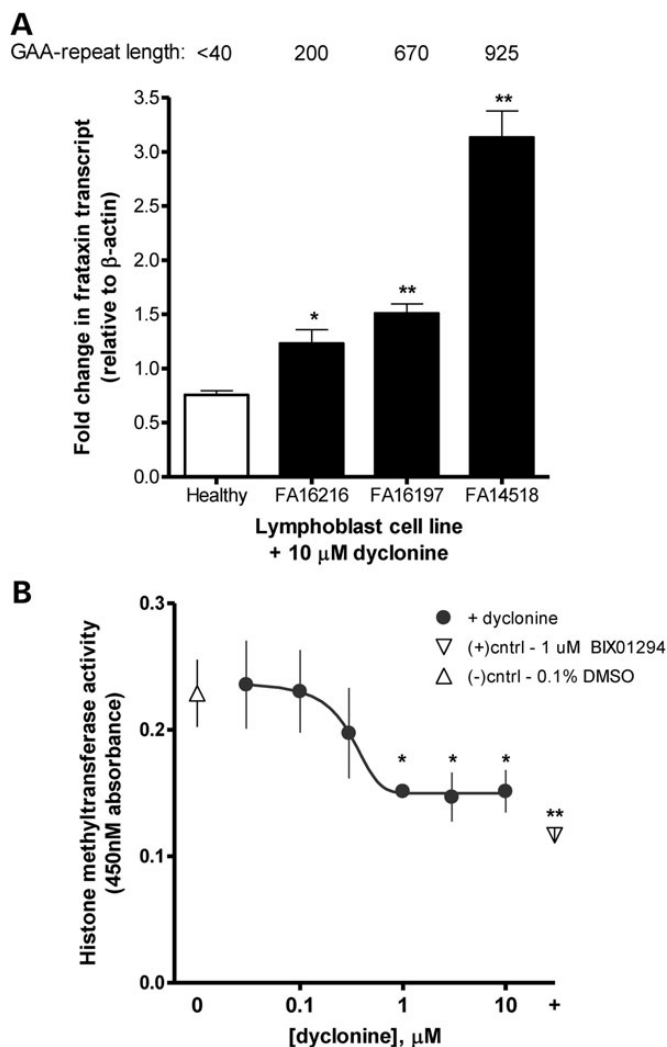 A
GAA-repeat length: <40 200 670 925
Fold change in frataxin transcript
(relative to β-actin)
3.5
3.0
2.5
2.0
1.5
1.0
0.5
0.0
*
**
**
Healthy FA16216 FA16197 FA14518
Lymphoblast cell line
+ 10 μM dyclonine
B
Histone methyltransferase activity
(450nM absorbance)
0.3
0.2
0.1
0.0
+ dyclonine
(+)cntrl - 1 uM BIX01294
(-)cntrl - 0.1% DMSO
* * *
**
0 0.1 1 10 +
[dyclonine], μM